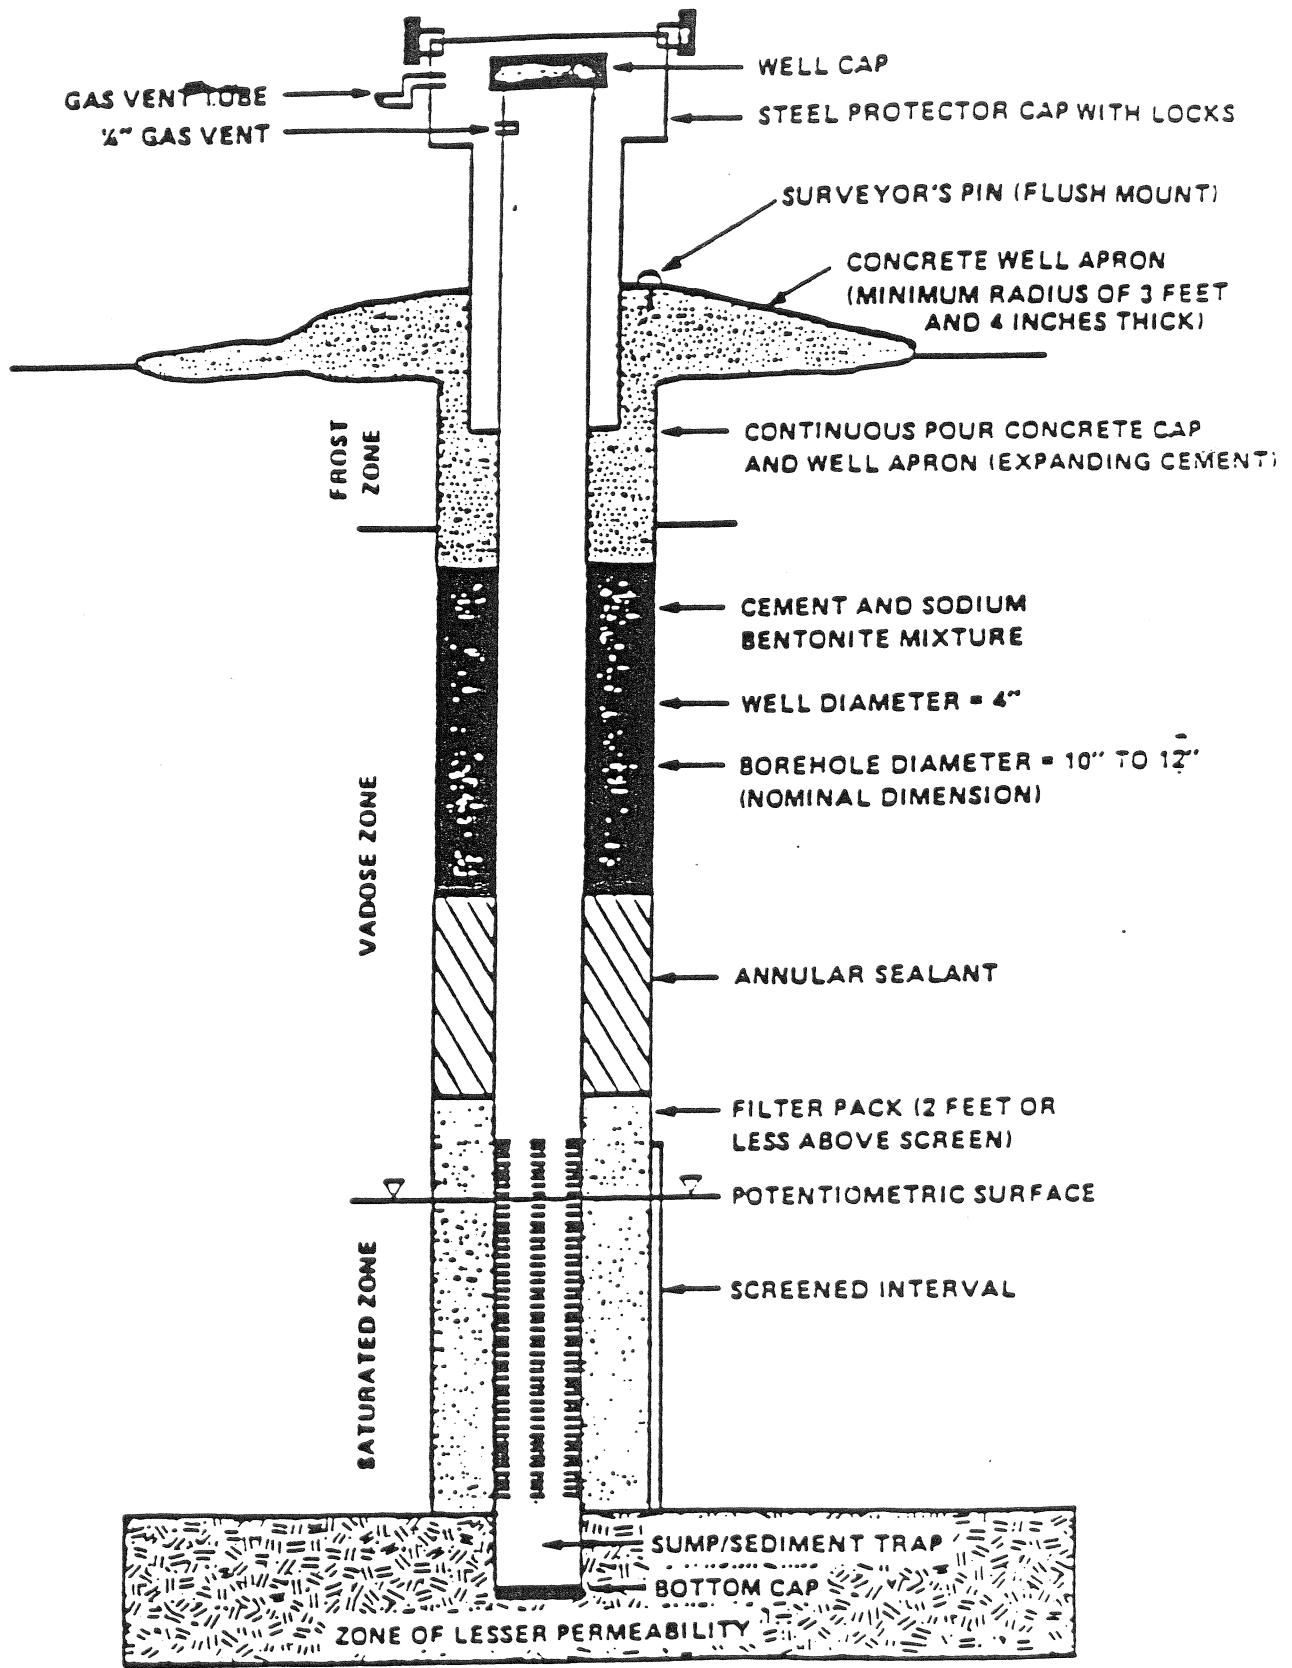 WELL CAP
GAS VENT TUBE
STEEL PROTECTOR CAP WITH LOCKS
¼" GAS VENT
SURVEYOR'S PIN (FLUSH MOUNT)
CONCRETE WELL APRON
(MINIMUM RADIUS OF 3 FEET
AND 4 INCHES THICK)
FROST
ZONE
CONTINUOUS POUR CONCRETE CAP
AND WELL APRON (EXPANDING CEMENT)
CEMENT AND SODIUM
BENTONITE MIXTURE
WELL DIAMETER = 4"
BOREHOLE DIAMETER = 10" TO 12"
(NOMINAL DIMENSION)
VADOSE ZONE
ANNULAR SEALANT
FILTER PACK (2 FEET OR
LESS ABOVE SCREEN)
POTENTIOMETRIC SURFACE
SATURATED ZONE
SCREENED INTERVAL
SUMP/SEDIMENT TRAP
BOTTOM CAP
ZONE OF LESSER PERMEABILITY